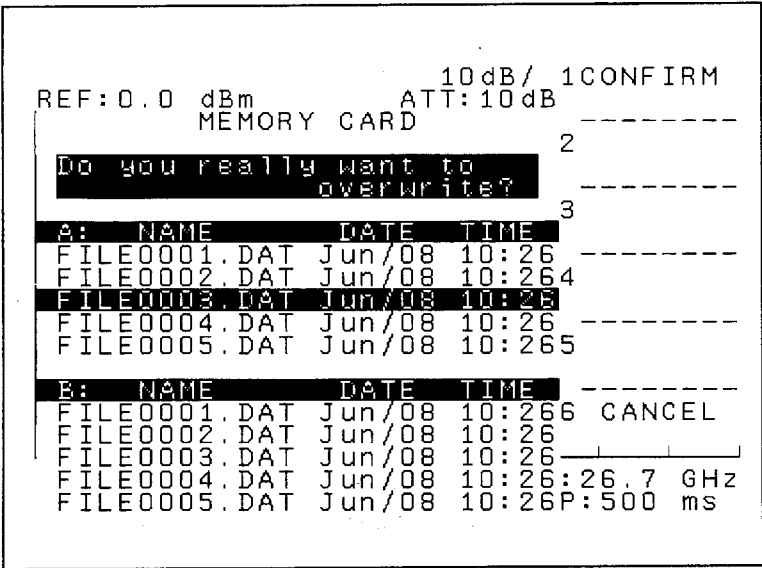 10dB/ 1CONFIRM
REF:0.0 dBm ATT:10dB
MEMORY CARD
2
Do you really want to
overwrite?
3
A: NAME DATE TIME
FILE0001.DAT Jun/08 10:26
FILE0002.DAT Jun/08 10:264
FILE0003.DAT Jun/08 10:26
FILE0004.DAT Jun/08 10:26
FILE0005.DAT Jun/08 10:265
B: NAME DATE TIME
FILE0001.DAT Jun/08 10:266 CANCEL
FILE0002.DAT Jun/08 10:26
FILE0003.DAT Jun/08 10:26
FILE0004.DAT Jun/08 10:26:26.7 GHz
FILE0005.DAT Jun/08 10:26P:500 ms